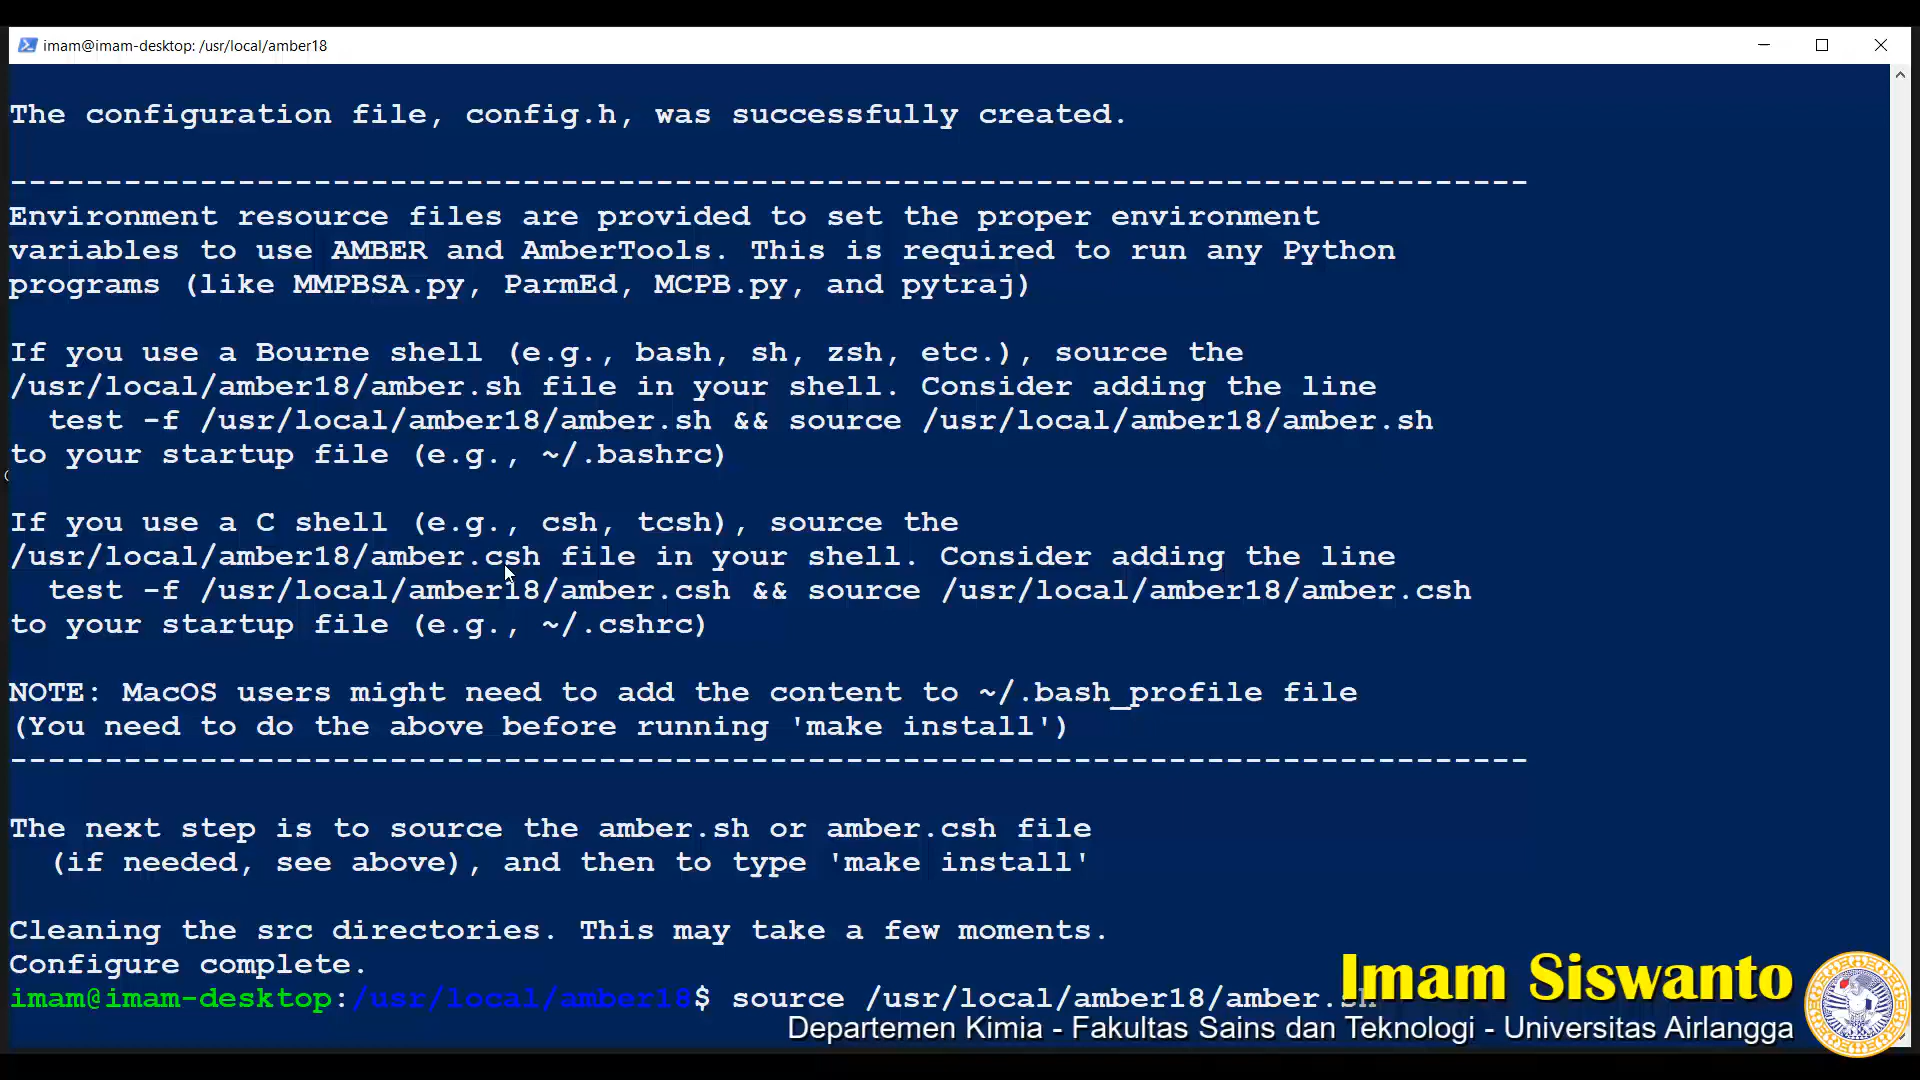 imam@imam-desktop: /usr/local/amber18
The configuration file, config.h, was successfully created.
--------------------------------------------------------------------------------
Environment resource files are provided to set the proper environment
variables to use AMBER and AmberTools. This is required to run any Python
programs (like MMPBSA.py, ParmEd, MCPB.py, and pytraj)
If you use a Bourne shell (e.g., bash, sh, zsh, etc.), source the
/usr/local/amber18/amber.sh file in your shell. Consider adding the line
  test -f /usr/local/amber18/amber.sh && source /usr/local/amber18/amber.sh
to your startup file (e.g., ~/.bashrc)
If you use a C shell (e.g., csh, tcsh), source the
/usr/local/amber18/amber.csh file in your shell. Consider adding the line
  test -f /usr/local/amber18/amber.csh && source /usr/local/amber18/amber.csh
to your startup file (e.g., ~/.cshrc)
NOTE: MacOS users might need to add the content to ~/.bash_profile file
(You need to do the above before running 'make install')
--------------------------------------------------------------------------------
The next step is to source the amber.sh or amber.csh file
  (if needed, see above), and then to type 'make install'
Cleaning the src directories. This may take a few moments.
Configure complete.
imam@imam-desktop:/usr/local/amber18$ source /usr/local/amber18/amber.sh
Imam Siswanto
Departemen Kimia - Fakultas Sains dan Teknologi - Universitas Airlangga